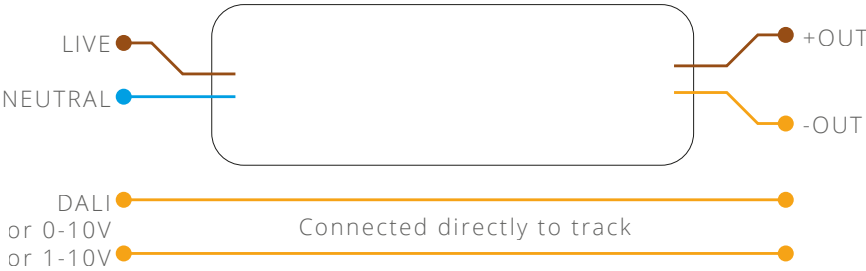 LIVE
+OUT
NEUTRAL
-OUT
DALI
or 0-10V
Connected directly to track
or 1-10V